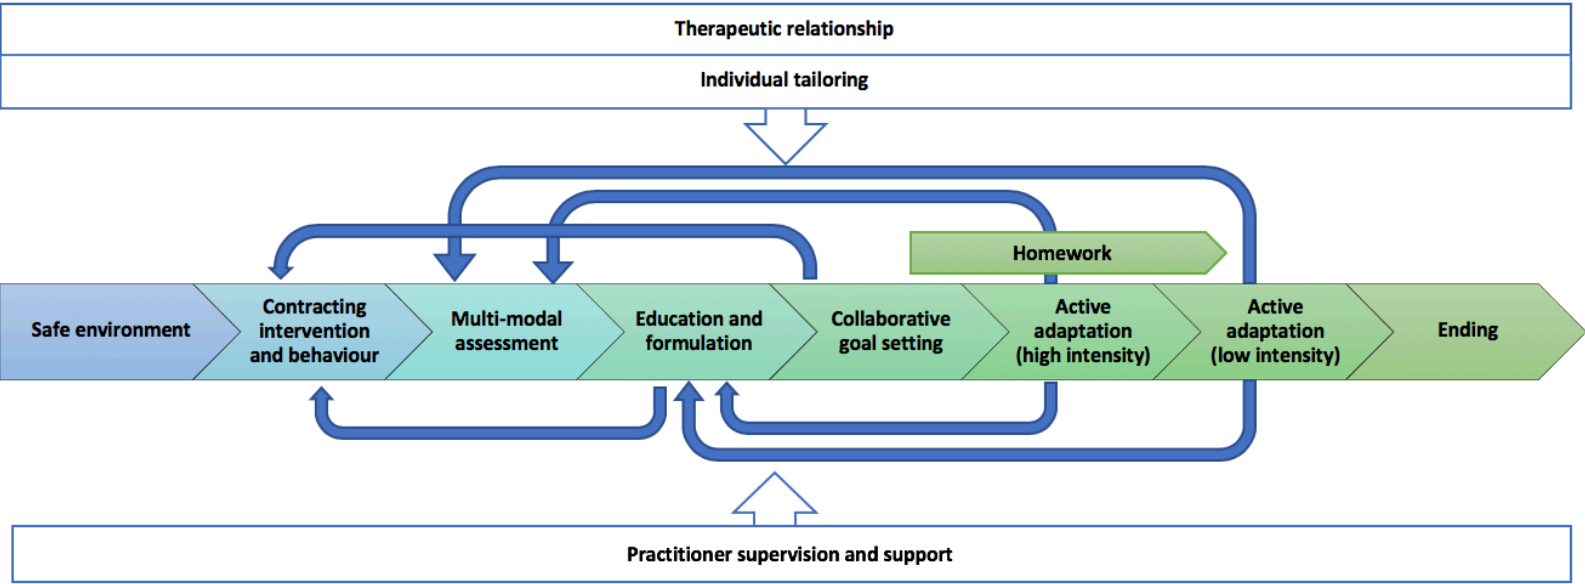 Therapeutic relationship
Individual tailoring
Homework
Safe environment
Contracting
intervention
and behaviour
Multi-modal
assessment
Education and
formulation
Collaborative
goal setting
Active
adaptation
(high intensity)
Active
adaptation
(low intensity)
Ending
Practitioner supervision and support